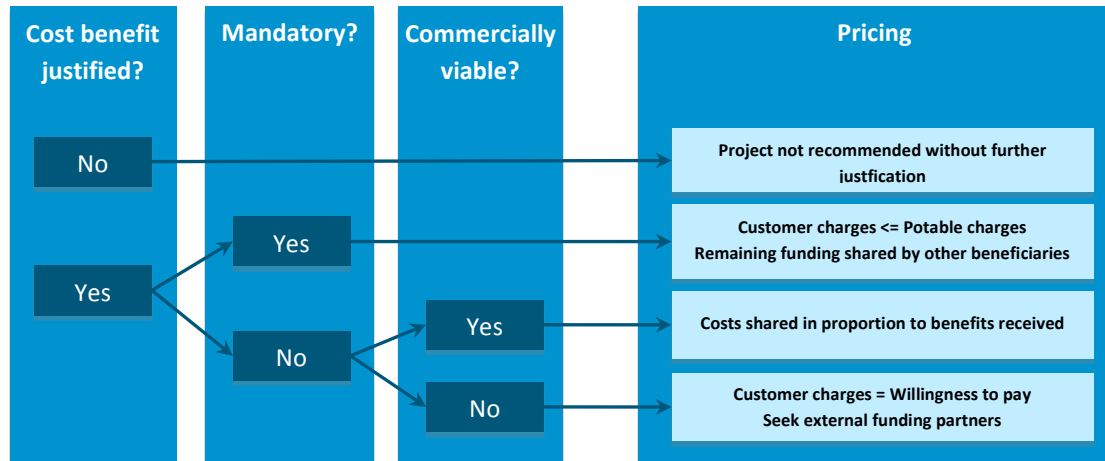 Cost benefit
justified?
Mandatory?
Commercially
viable?
Pricing
No
Project not recommended without further
iustfication
Yes
Customer charges <= Potable charges
Remaining funding shared by other beneficiaries
Yes
Yes
Costs shared in proportion to benefits received
No
No
Customer charges = Willingness to pay
Seek external funding partners